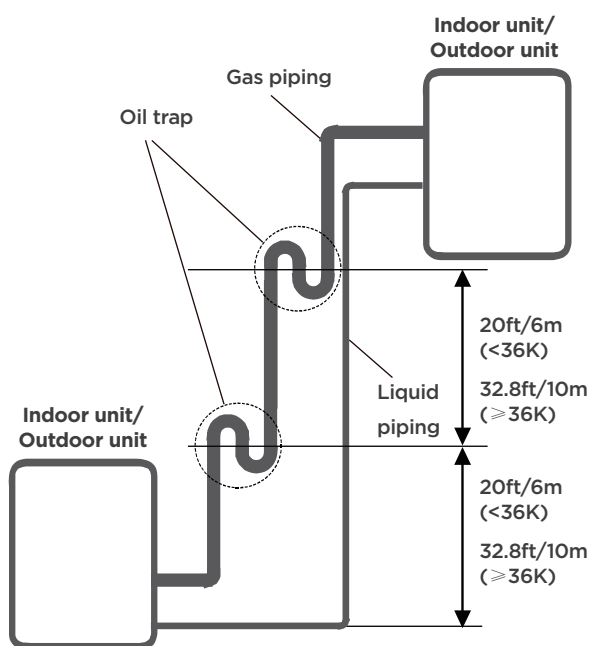 Indoor unit/
Outdoor unit
Gas piping
Oil trap
20ft/6m
(<36K)
32.8ft/10m
(⩾36K)
Liquid
piping
Indoor unit/
Outdoor unit
20ft/6m
(<36K)
32.8ft/10m
(⩾36K)